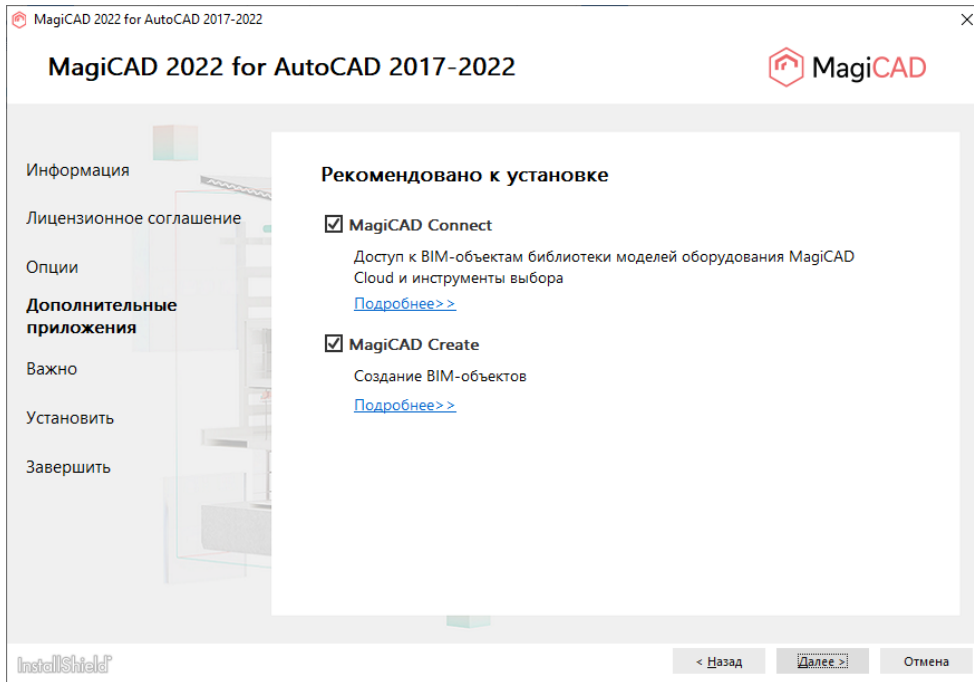 MagiCAD 2022 for AutoCAD 2017-2022
MagiCAD 2022 for AutoCAD 2017-2022
MagiCAD
Информация
Лицензионное соглашение
Опции
Дополнительные
приложения
Важно
Установить
Завершить
Рекомендовано к установке
MagiCAD Connect
Доступ к BIM-объектам библиотеки моделей оборудования MagiCAD
Cloud и инструменты выбора
Подробнее>>
MagiCAD Create
Создание BIM-объектов
Подробнее>>
InstallShield
< Назад
Далее >
Отмена